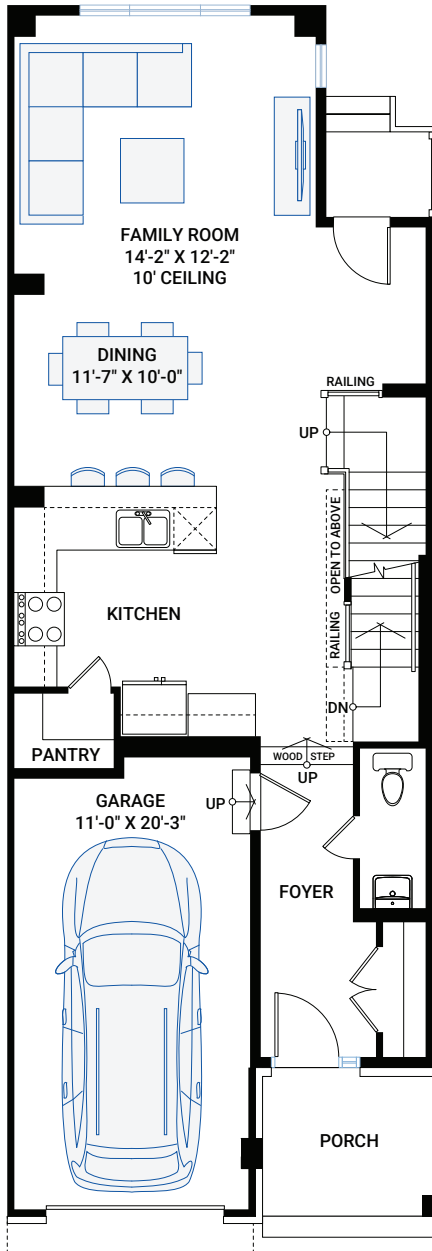 FAMILY ROOM
14'-2" X 12'-2"
10' CEILING
DINING
11'-7" X 10'-0"
RAILING
UP
OPEN TO ABOVE
RAILING
KITCHEN
DN
PANTRY
WOOD STEP
UP
GARAGE
11'-0" X 20'-3"
UP
FOYER
PORCH